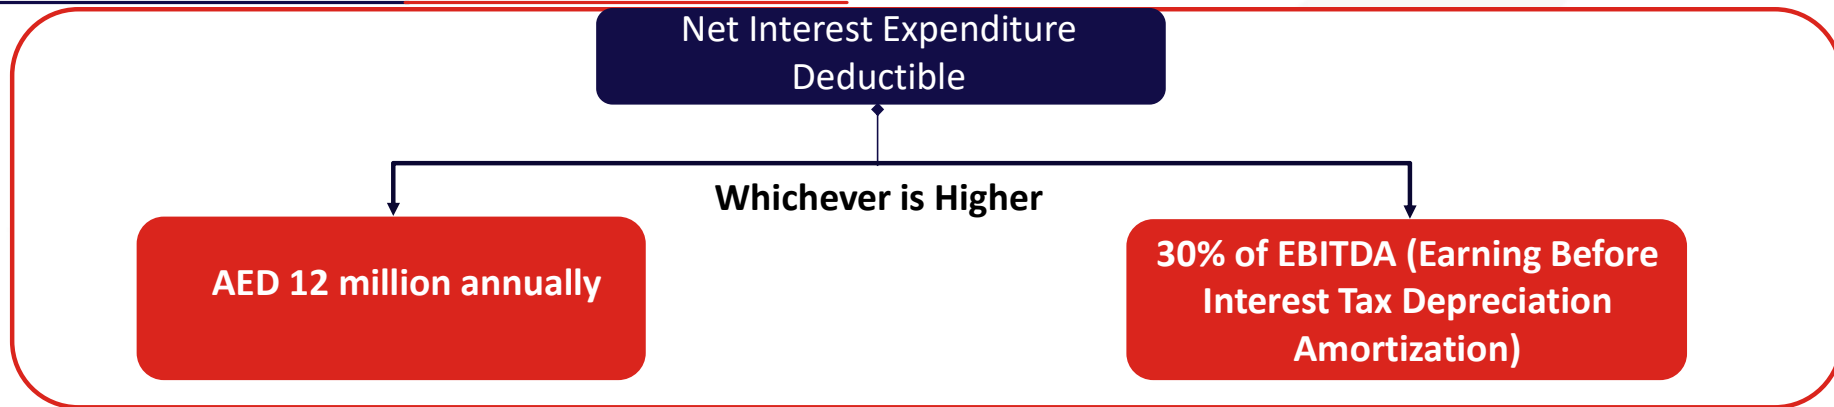 Net Interest Expenditure
Deductible
Whichever is Higher
AED 12 million annually
30% of EBITDA (Earning Before
Interest Tax Depreciation
Amortization)